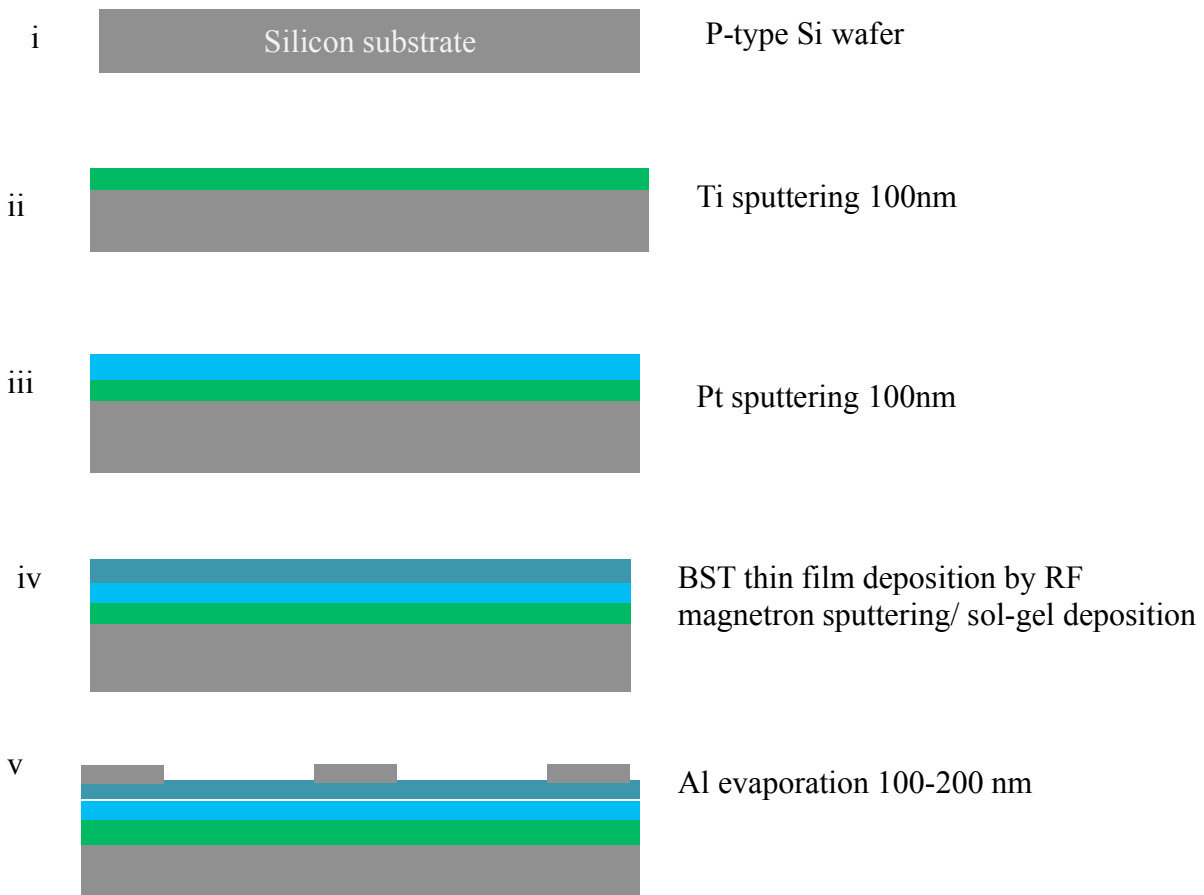 i
Silicon substrate
P-type Si wafer
ii
Ti sputtering 100nm
iii
Pt sputtering 100nm
iv
BST thin film deposition by RF
magnetron sputtering/ sol-gel deposition
v
Al evaporation 100-200 nm